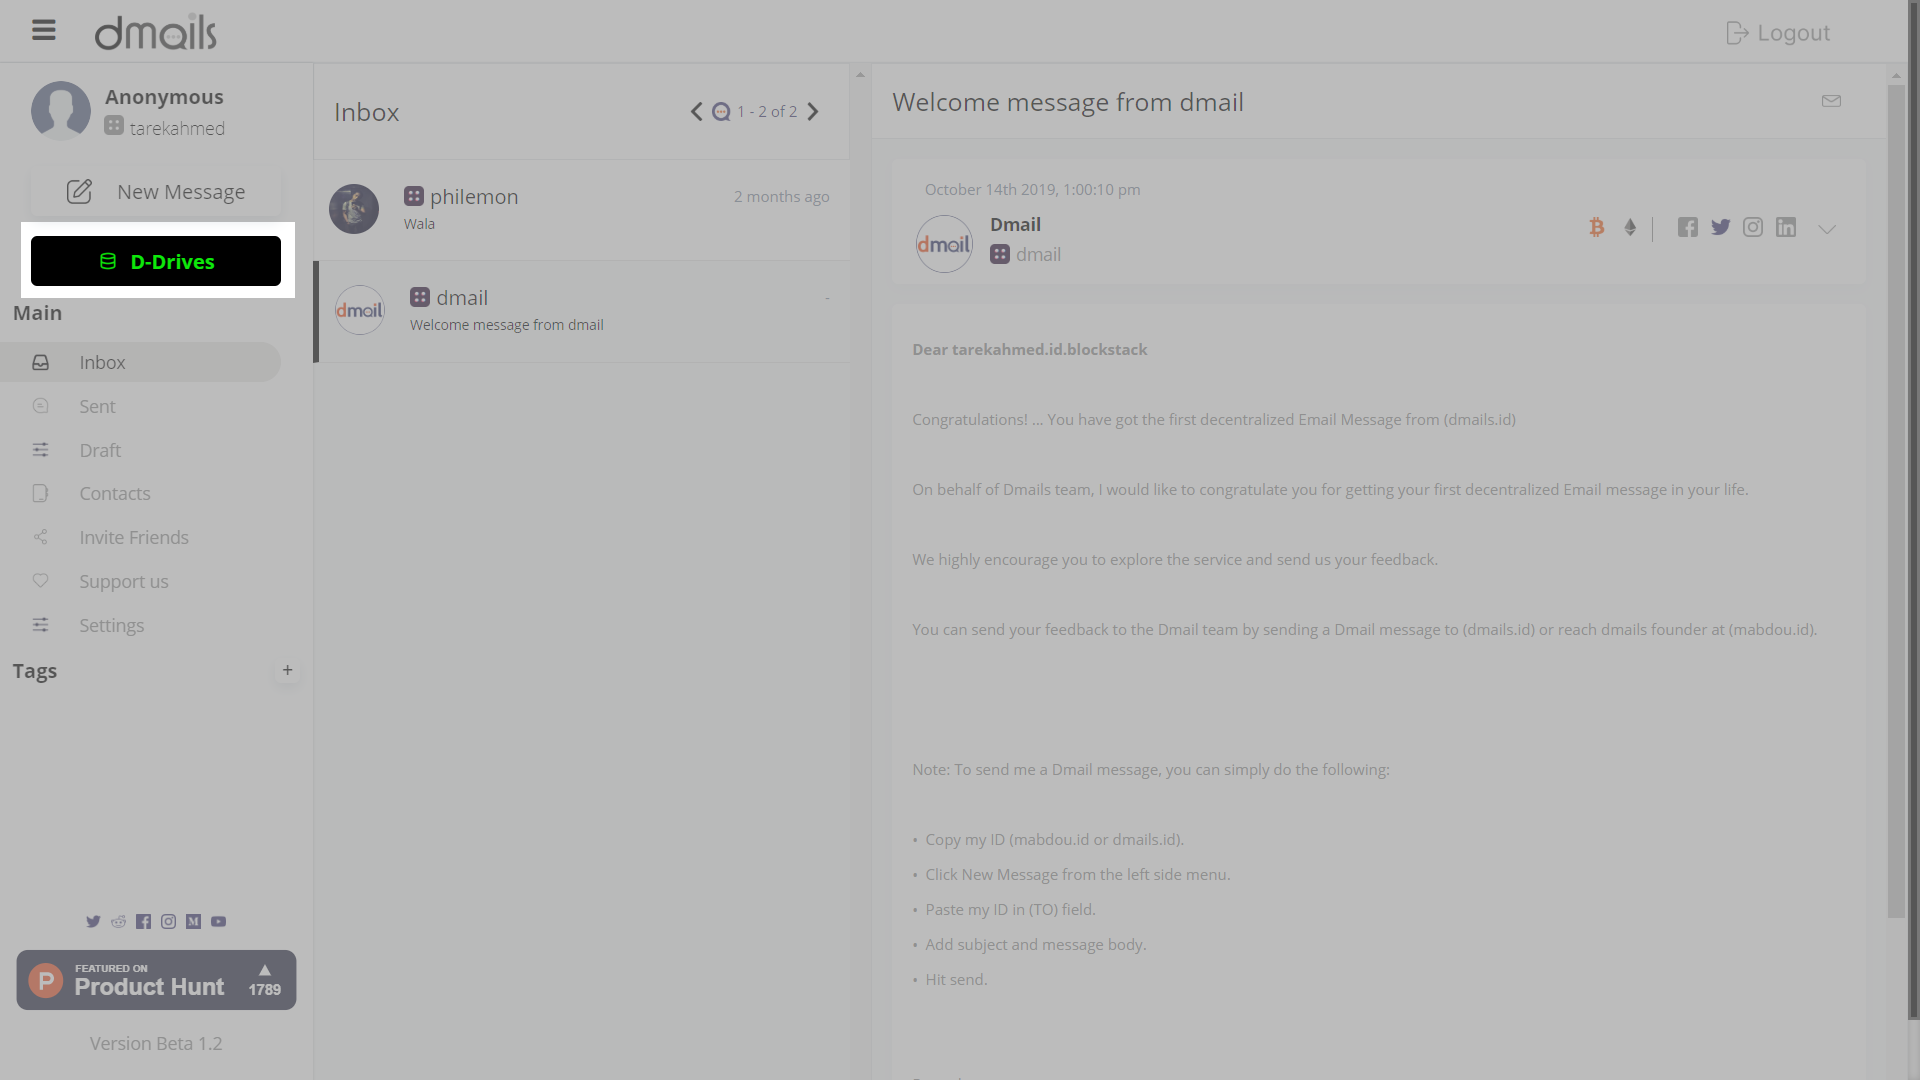 dmails
Logout
Anonymous
tarekahmed
New Message
D-Drives
Main
Inbox
Sent
Draft
Contacts
Invite Friends
Support us
Settings
Tags
+
FEATURED ON
Product Hunt
P
1789
Version Beta 1.2
Inbox
1 - 2 of 2
philemon
2 months ago
Wala
dmail
dmail
-
Welcome message from dmail
Welcome message from dmail
October 14th 2019, 1:00:10 pm
dmail
Dmail
dmail
Dear tarekahmed.id.blockstack
Congratulations! ... You have got the first decentralized Email Message from (dmails.id)
On behalf of Dmails team, I would like to congratulate you for getting your first decentralized Email message in your life.
We highly encourage you to explore the service and send us your feedback.
You can send your feedback to the Dmail team by sending a Dmail message to (dmails.id) or reach dmails founder at (mabdou.id).
Note: To send me a Dmail message, you can simply do the following:
• Copy my ID (mabdou.id or dmails.id).
• Click New Message from the left side menu.
• Paste my ID in (TO) field.
• Add subject and message body.
• Hit send.